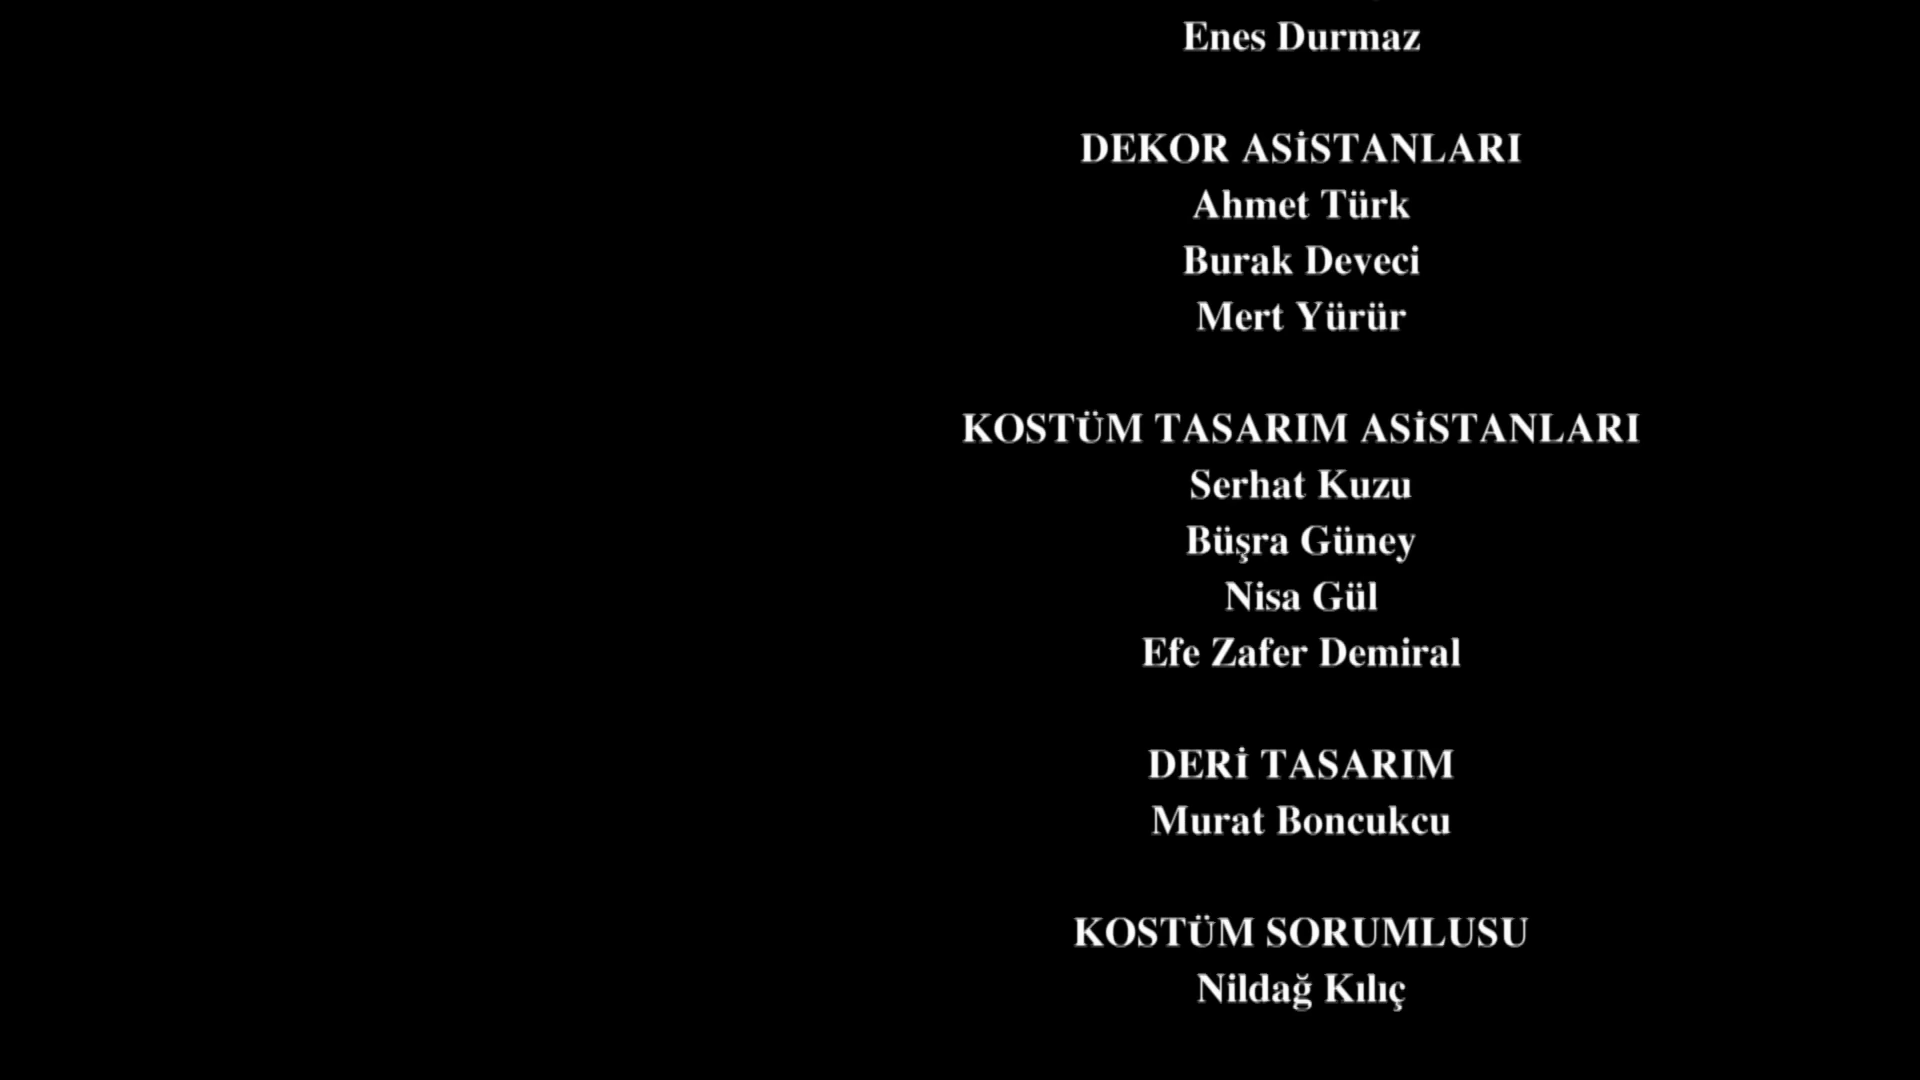 Enes Durmaz
DEKOR ASİSTANLARI
Ahmet Türk
Burak Deveci
Mert Yürür
KOSTÜM TASARIM ASİSTANLARI
Serhat Kuzu
Büşra Güney
Nisa Gül
Efe Zafer Demiral
DERİ TASARIM
Murat Boncukcu
KOSTÜM SORUMLUSU
Nildağ Kılıç